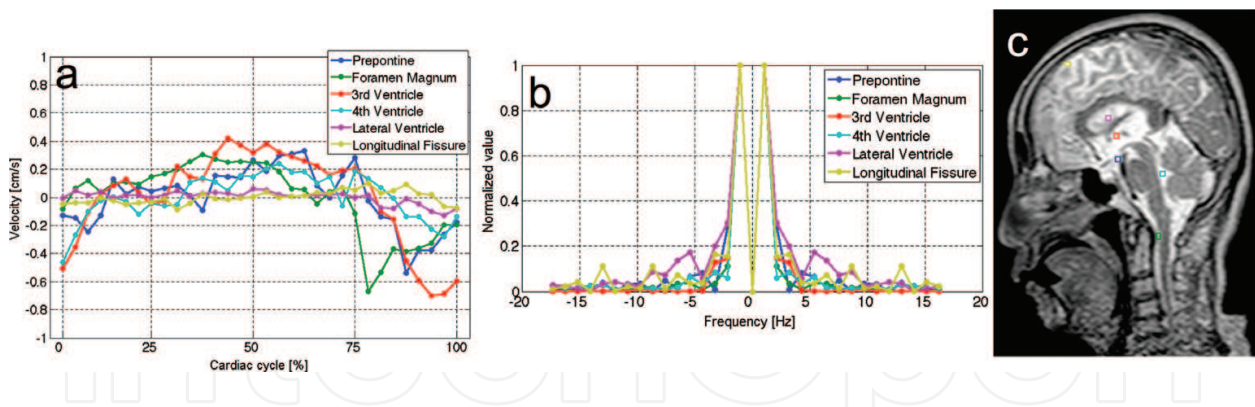 a
Prepontine
Foramen Magnum
3rd Ventricle
4th Ventricle
Lateral Ventricle
Longitudinal Fissure
1
0.8
0.6
0.4
0.2
0
-0.2
-0.4
-0.6
-0.8
-1
Velocity [cm/s]
0 25 50 75 100
Cardiac cycle [%]
b
Prepontine
Foramen Magnum
3rd Ventricle
4th Ventricle
Lateral Ventricle
Longitudinal Fissure
1
0.8
0.6
0.4
0.2
0
Normalized value
-20 -15 -10 -5 0 5 10 15 20
Frequency [Hz]
c
intechopen